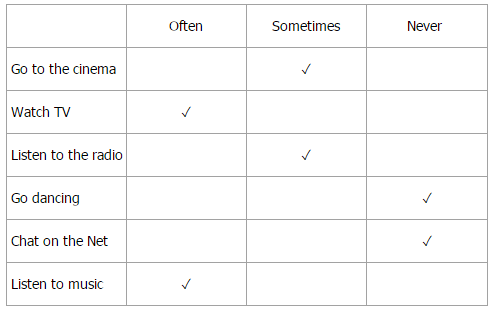 Often Sometimes Never
Go to the cinema ✓
Watch TV ✓
Listen to the radio ✓
Go dancing ✓
Chat on the Net ✓
Listen to music ✓